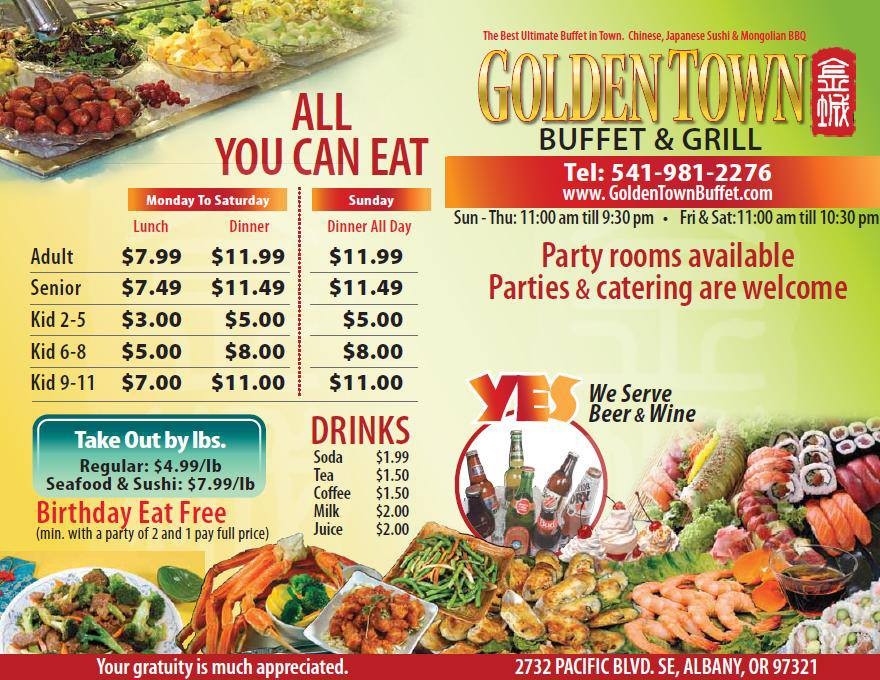 The Best Ultimate Buffet in Town. Chinese, Japanese Sushi & Mongolian BBQ
GOLDEN TOWN
金城
BUFFET & GRILL
Tel: 541-981-2276
www. GoldenTownBuffet.com
Sun - Thu: 11:00 am till 9:30 pm • Fri & Sat:11:00 am till 10:30 pm
Party rooms available
Parties & catering are welcome
ALL
YOU CAN EAT
Monday To Saturday Sunday
Lunch Dinner Dinner All Day
Adult $7.99 $11.99 $11.99
Senior $7.49 $11.49 $11.49
Kid 2-5 $3.00 $5.00 $5.00
Kid 6-8 $5.00 $8.00 $8.00
Kid 9-11 $7.00 $11.00 $11.00
Take Out by lbs.
Regular: $4.99/lb
Seafood & Sushi: $7.99/lb
Birthday Eat Free
(min. with a party of 2 and 1 pay full price)
DRINKS
Soda $1.99
Tea $1.50
Coffee $1.50
Milk $2.00
Juice $2.00
YES
We Serve
Beer & Wine
Bud
Your gratuity is much appreciated.
2732 PACIFIC BLVD. SE, ALBANY, OR 97321